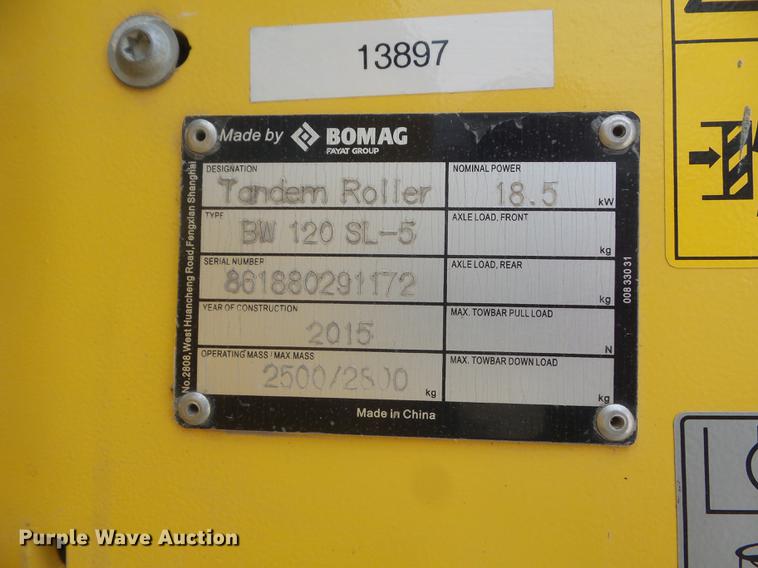 13897
Made by BOMAG
FAYAT GROUP
DESIGNATION
Tandem Roller
NOMINAL POWER
18.5 kW
TYPE
BW 120 SL-5
AXLE LOAD, FRONT
kg
SERIAL NUMBER
861880291172
AXLE LOAD, REAR
kg
YEAR OF CONSTRUCTION
2015
MAX. TOWBAR PULL LOAD
N
OPERATING MASS / MAX. MASS
2500/2800 kg
MAX. TOWBAR DOWN LOAD
kg
Made in China
No.2808, West Huancheng Road, Fengxian Shanghai
008 330 31
Purple Wave Auction